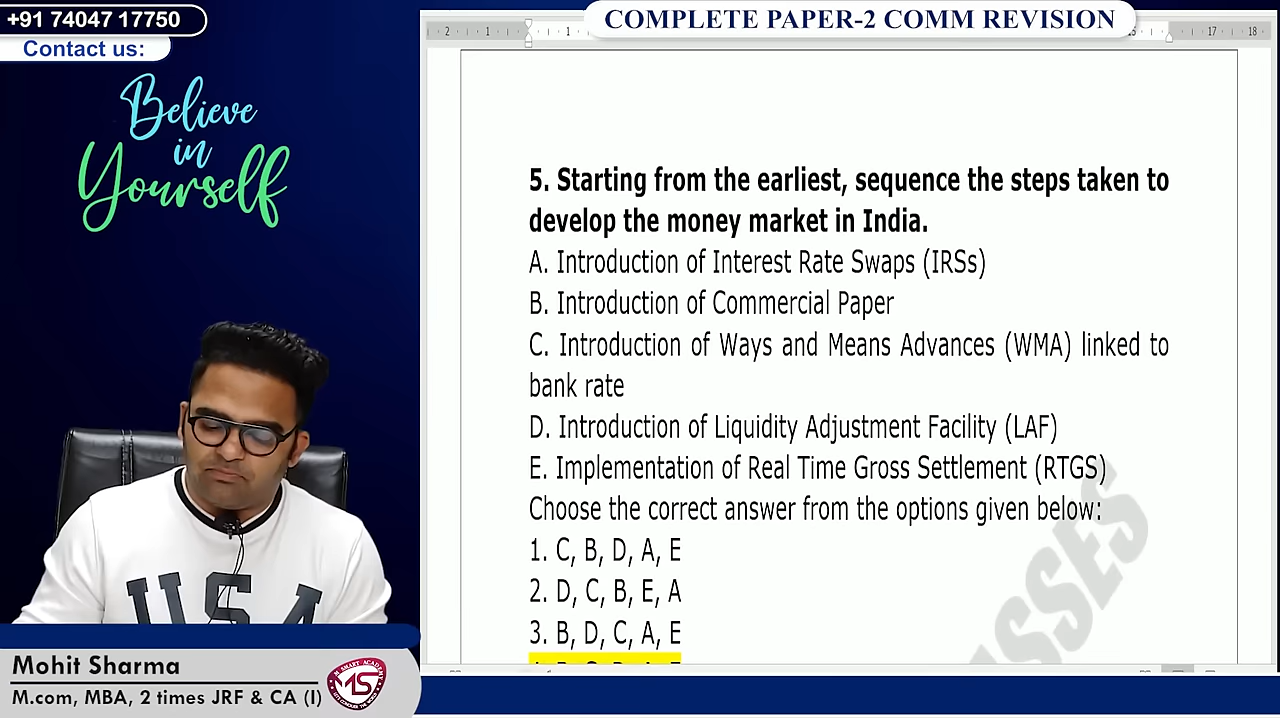 +91 74047 17750
Contact us:
COMPLETE PAPER-2 COMM REVISION
Believe
in
Yourself
5. Starting from the earliest, sequence the steps taken to
develop the money market in India.
A. Introduction of Interest Rate Swaps (IRSs)
B. Introduction of Commercial Paper
C. Introduction of Ways and Means Advances (WMA) linked to
bank rate
D. Introduction of Liquidity Adjustment Facility (LAF)
E. Implementation of Real Time Gross Settlement (RTGS)
Choose the correct answer from the options given below:
1. C, B, D, A, E
2. D, C, B, E, A
3. B, D, C, A, E
USA
Mohit Sharma
M.com, MBA, 2 times JRF & CA (I)